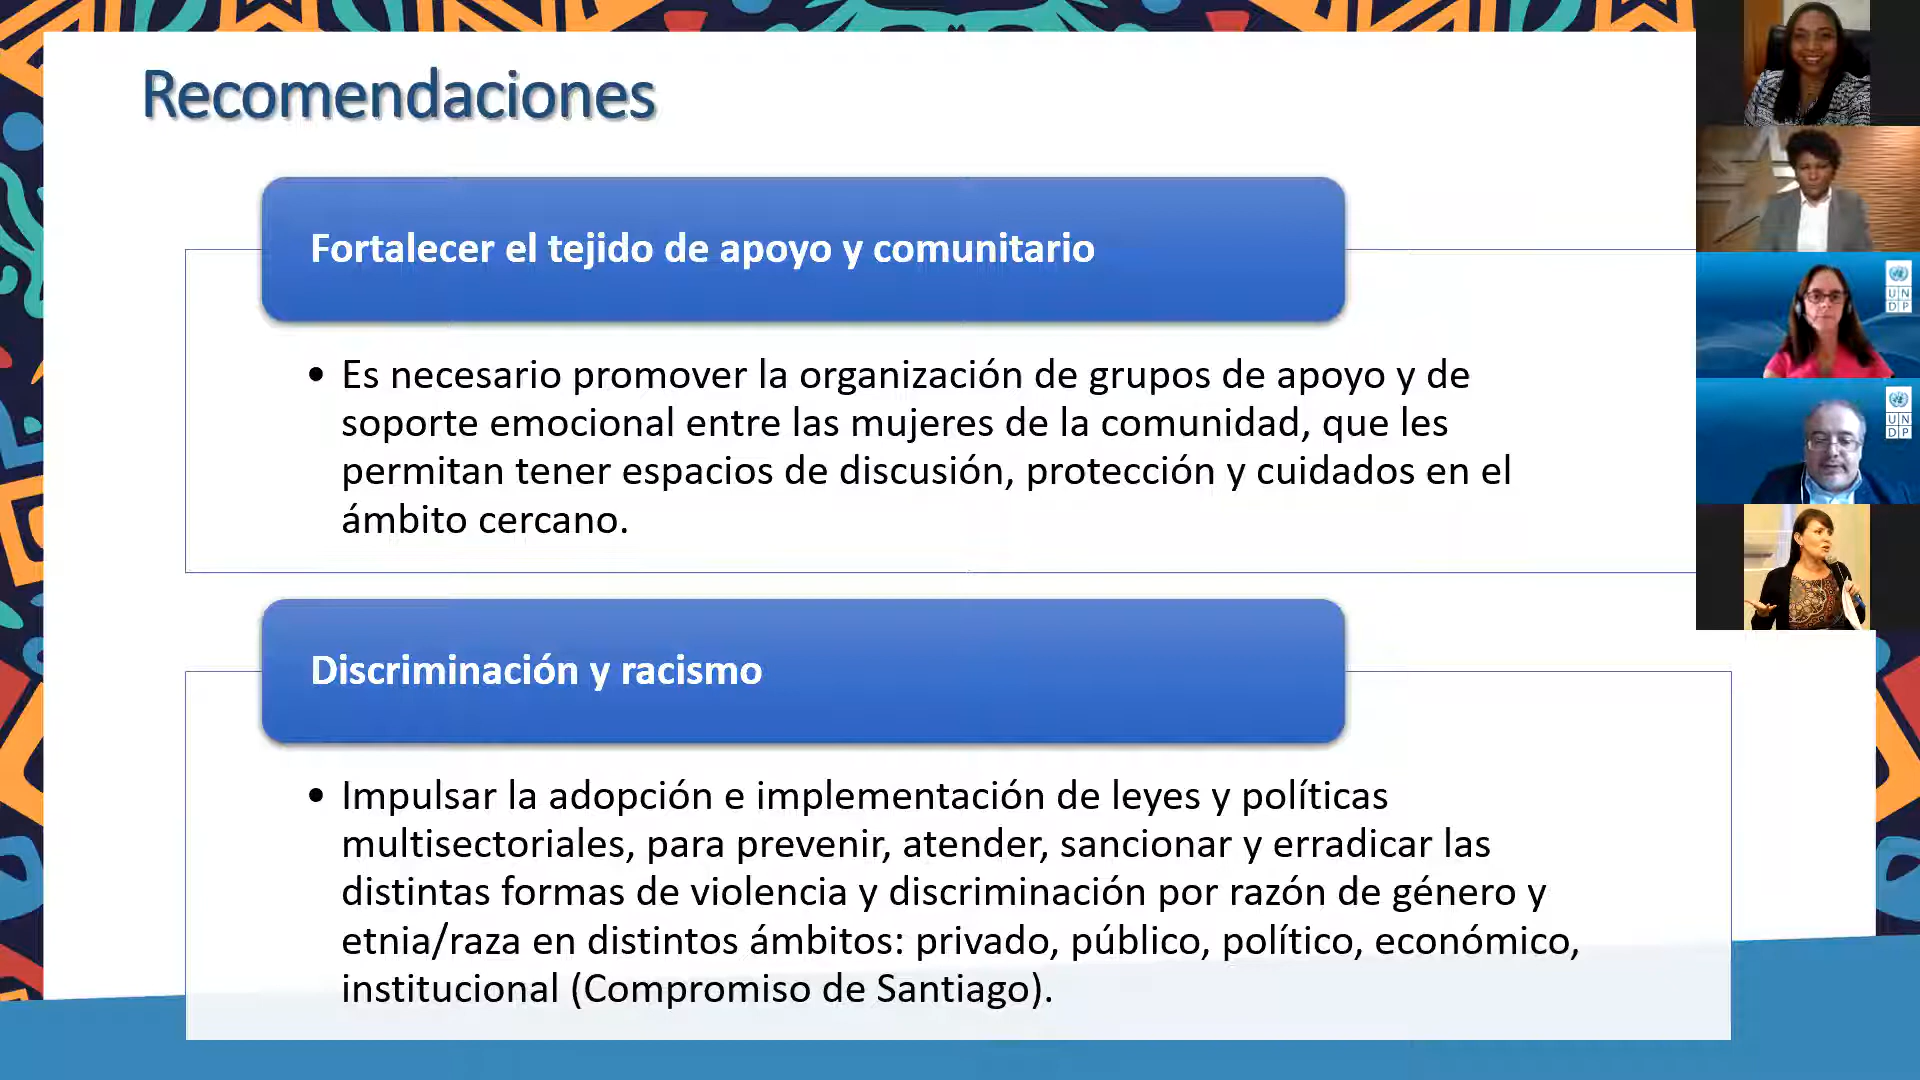 Recomendaciones
Fortalecer el tejido de apoyo y comunitario
• Es necesario promover la organización de grupos de apoyo y de
soporte emocional entre las mujeres de la comunidad, que les
permitan tener espacios de discusión, protección y cuidados en el
ámbito cercano.
Discriminación y racismo
• Impulsar la adopción e implementación de leyes y políticas
multisectoriales, para prevenir, atender, sancionar y erradicar las
distintas formas de violencia y discriminación por razón de género y
etnia/raza en distintos ámbitos: privado, público, político, económico,
institucional (Compromiso de Santiago).
U N
D P
U N
D P